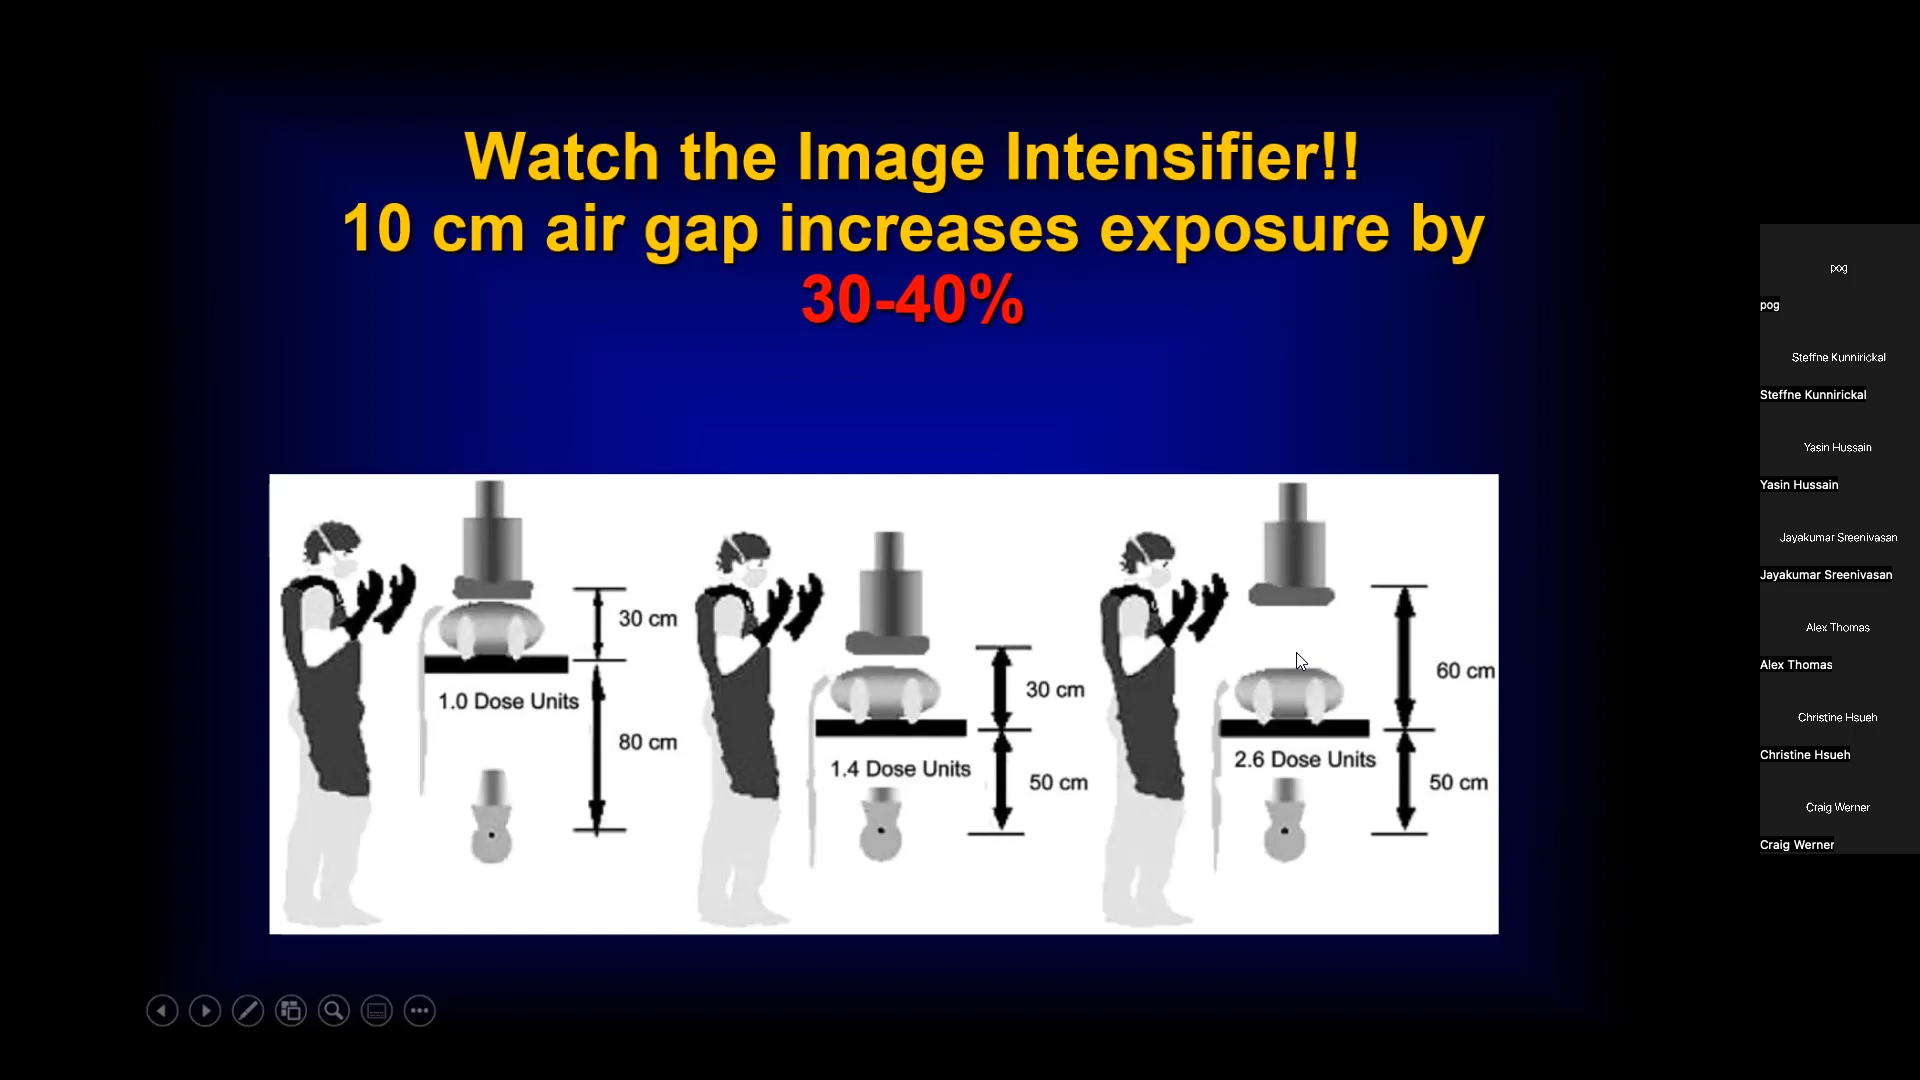 Watch the Image Intensifier!!
10 cm air gap increases exposure by
30-40%
30 cm
1.0 Dose Units
80 cm
30 cm
1.4 Dose Units
50 cm
60 cm
2.6 Dose Units
50 cm
pog
pog
Steffne Kunnirickal
Steffne Kunnirickal
Yasin Hussain
Yasin Hussain
Jayakumar Sreenivasan
Jayakumar Sreenivasan
Alex Thomas
Alex Thomas
Christine Hsueh
Christine Hsueh
Craig Werner
Craig Werner